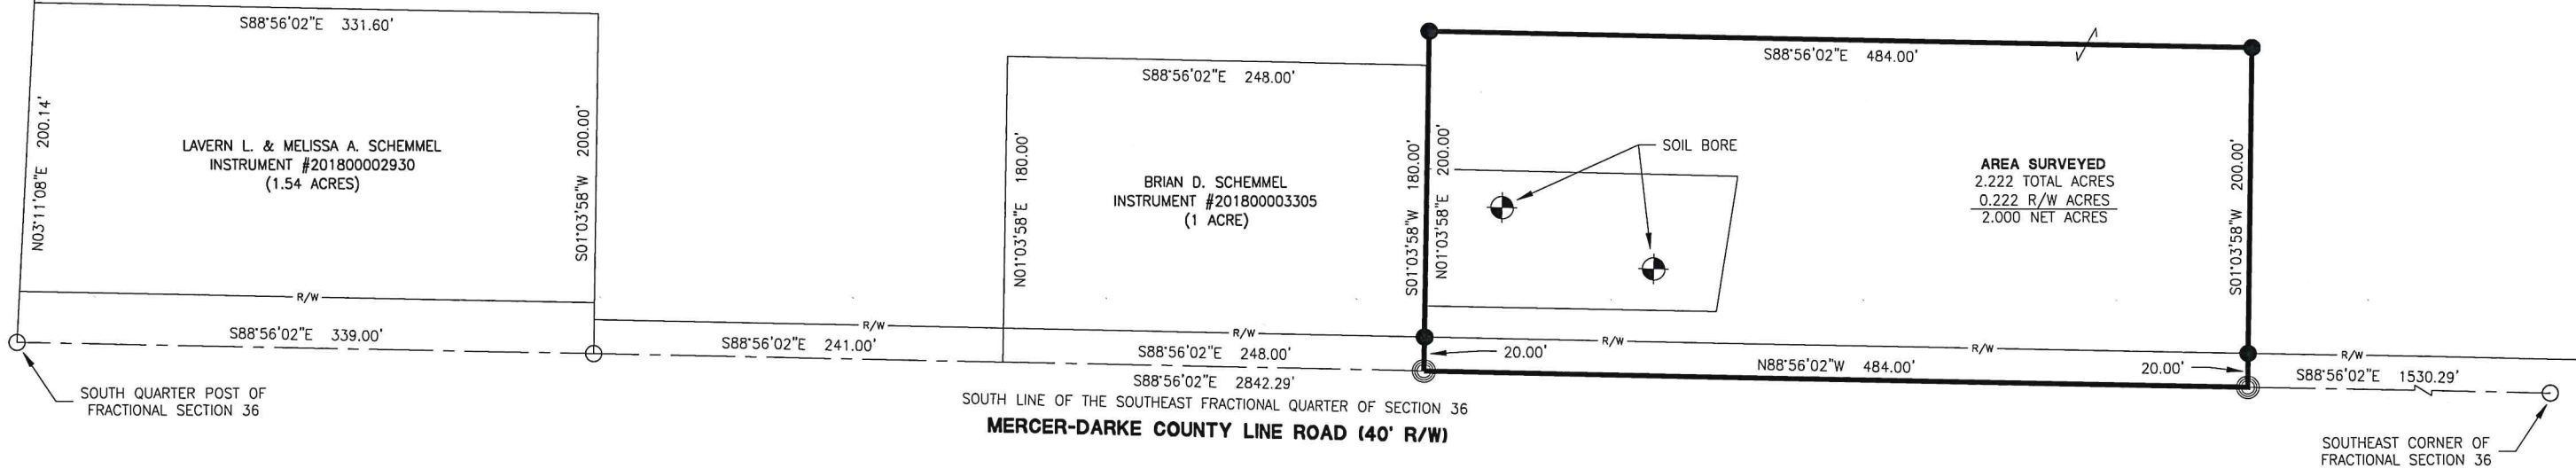 S88°56'02"E 331.60'
N03°11'08"E 200.14'
LAVERN L. & MELISSA A. SCHEMMEL
INSTRUMENT #201800002930
(1.54 ACRES)
S01°03'58"W 200.00'
R/W
S88°56'02"E 339.00'
SOUTH QUARTER POST OF
FRACTIONAL SECTION 36
R/W
S88°56'02"E 241.00'
S88°56'02"E 248.00'
N01°03'58"E 180.00'
BRIAN D. SCHEMMEL
INSTRUMENT #201800003305
(1 ACRE)
S01°03'58"W 180.00'
R/W
S88°56'02"E 248.00'
S88°56'02"E 2842.29'
SOUTH LINE OF THE SOUTHEAST FRACTIONAL QUARTER OF SECTION 36
MERCER-DARKE COUNTY LINE ROAD (40' R/W)
S88°56'02"E 484.00'
N01°03'58"E 200.00'
SOIL BORE
AREA SURVEYED
2.222 TOTAL ACRES
0.222 R/W ACRES
2.000 NET ACRES
S01°03'58"W 200.00'
R/W
R/W
20.00'
N88°56'02"W 484.00'
20.00'
R/W
S88°56'02"E 1530.29'
SOUTHEAST CORNER OF
FRACTIONAL SECTION 36